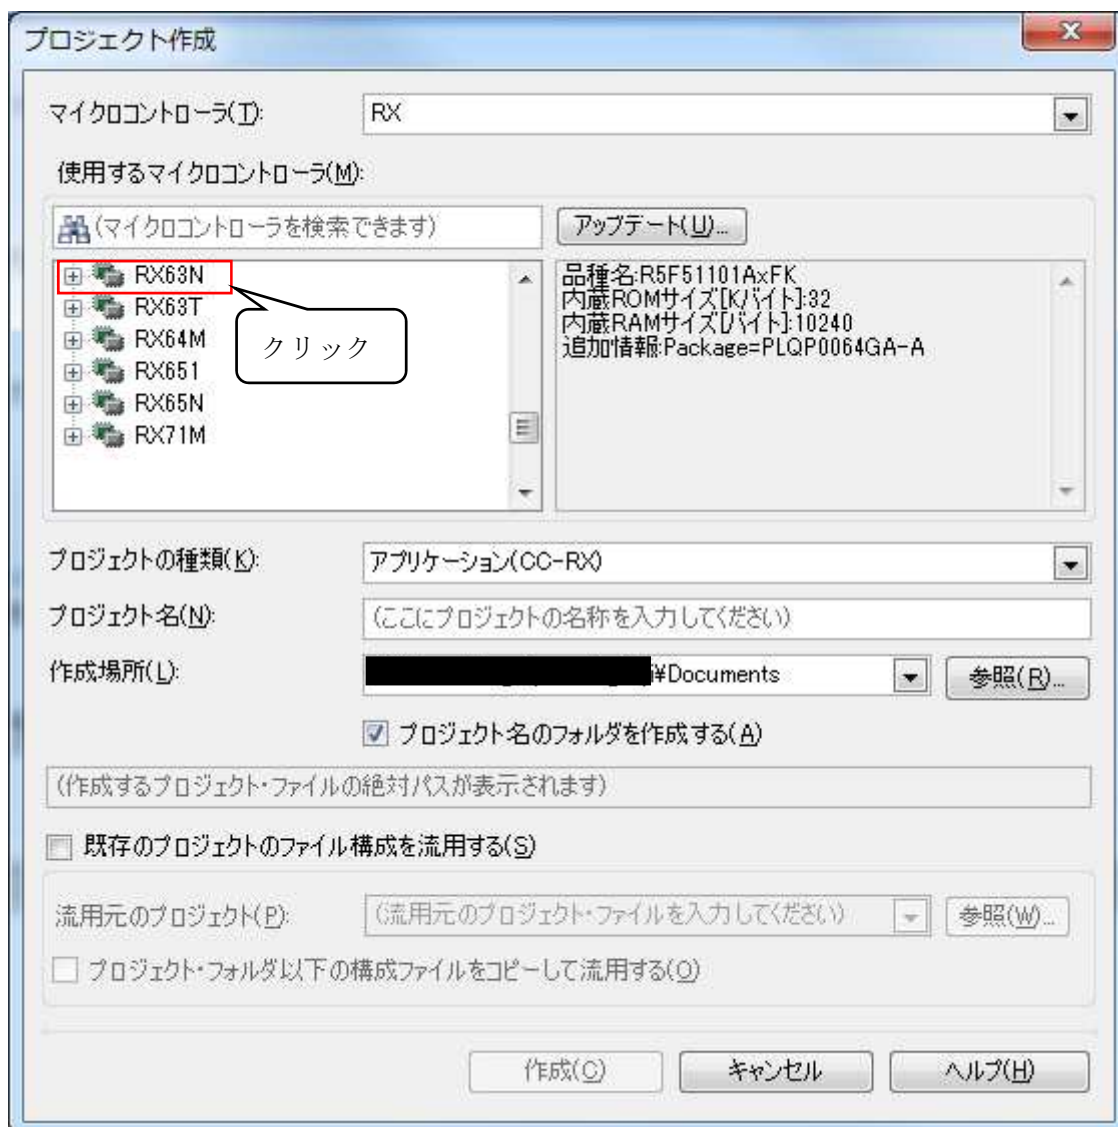 プロジェクト作成
マイクロコントローラ(T):
RX
使用するマイクロコントローラ(M):
(マイクロコントローラを検索できます)
アップデート(U)...
RX63N
RX63T
RX64M
RX651
RX65N
RX71M
クリック
品種名:R5F51101AxFK
内蔵ROMサイズ[Kバイト]:32
内蔵RAMサイズ[バイト]:10240
追加情報:Package=PLQP0064GA-A
プロジェクトの種類(K):
アプリケーション(CC-RX)
プロジェクト名(N):
(ここにプロジェクトの名称を入力してください)
作成場所(L):
¥Documents
参照(R)...
プロジェクト名のフォルダを作成する(A)
(作成するプロジェクト・ファイルの絶対パスが表示されます)
既存のプロジェクトのファイル構成を流用する(S)
流用元のプロジェクト(P):
(流用元のプロジェクト・ファイルを入力してください)
参照(W)...
プロジェクト・フォルダ以下の構成ファイルをコピーして流用する(O)
作成(C)
キャンセル
ヘルプ(H)